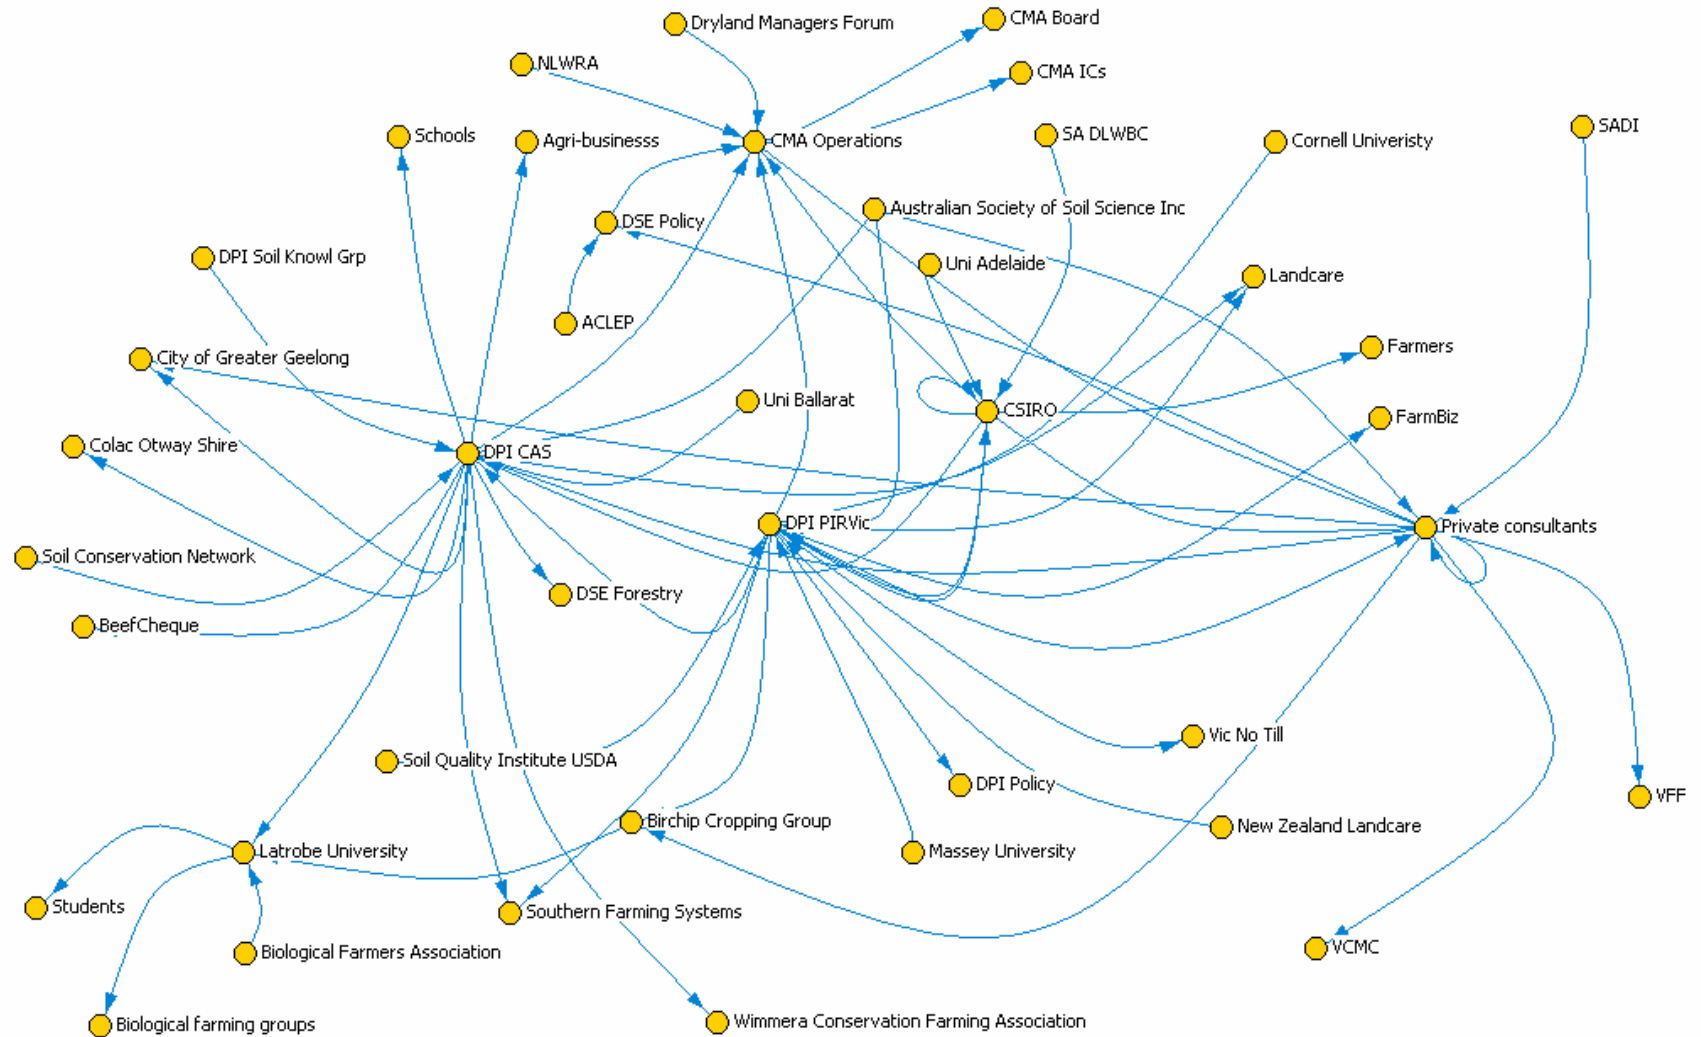 CMA Board
Dryland Managers Forum
NLWRA
CMA ICs
SADI
Schools
Agri-businesss
CMA Operations
SA DLWBC
Cornell Univeristy
Australian Society of Soil Science Inc
DSE Policy
DPI Soil Knowl Grp
Uni Adelaide
Landcare
ACLEP
Farmers
City of Greater Geelong
Uni Ballarat
CSIRO
FarmBiz
Colac Otway Shire
DPI CAS
DPI PIRVic
Private consultants
Soil Conservation Network
DSE Forestry
BeefCheque
Vic No Till
Soil Quality Institute USDA
DPI Policy
VFF
Birchip Cropping Group
New Zealand Landcare
Latrobe University
Massey University
Students
Southern Farming Systems
VCMC
Biological Farmers Association
Biological farming groups
Wimmera Conservation Farming Association